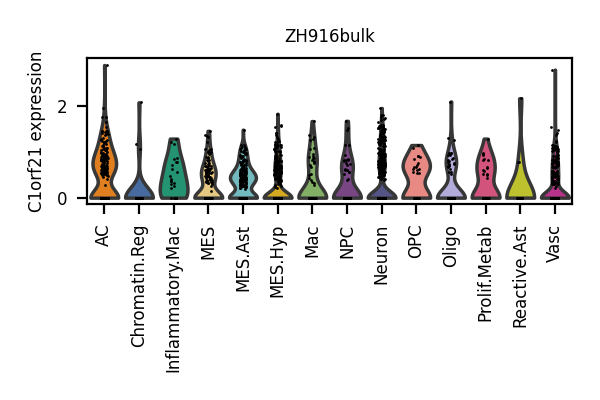 ZH916bulk
C1orf21 expression
2
0
AC
Chromatin.Reg
Inflammatory.Mac
MES
MES.Ast
MES.Hyp
Mac
NPC
Neuron
OPC
Oligo
Prolif.Metab
Reactive.Ast
Vasc